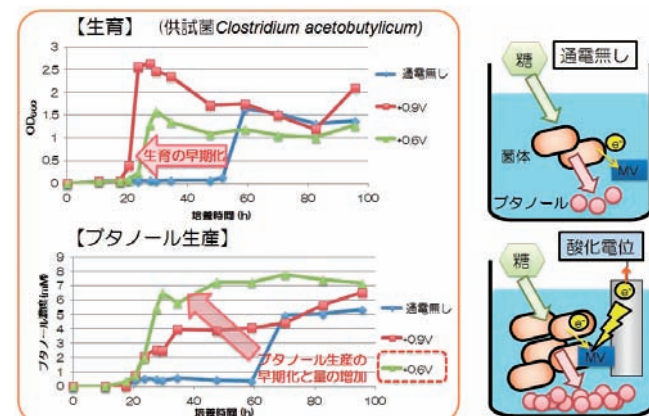 【生育】 (供試菌Clostridium acetobutylicum)
OD600
3
2.5
2
1.5
1
0.5
0
0 20 40 60 80 100
培養時間 (h)
通電無し
+0.9V
+0.6V
生育の早期化
【ブタノール生産】
ブタノール濃度(mM)
8
7
6
5
4
3
2
1
0
0 20 40 60 80 100
培養時間 (h)
通電無し
+0.9V
+0.6V
ブタノール生産の
早期化と量の増加
糖
通電無し
菌体
e-
MV
ブタノール
糖
酸化電位
e-
e-
MV